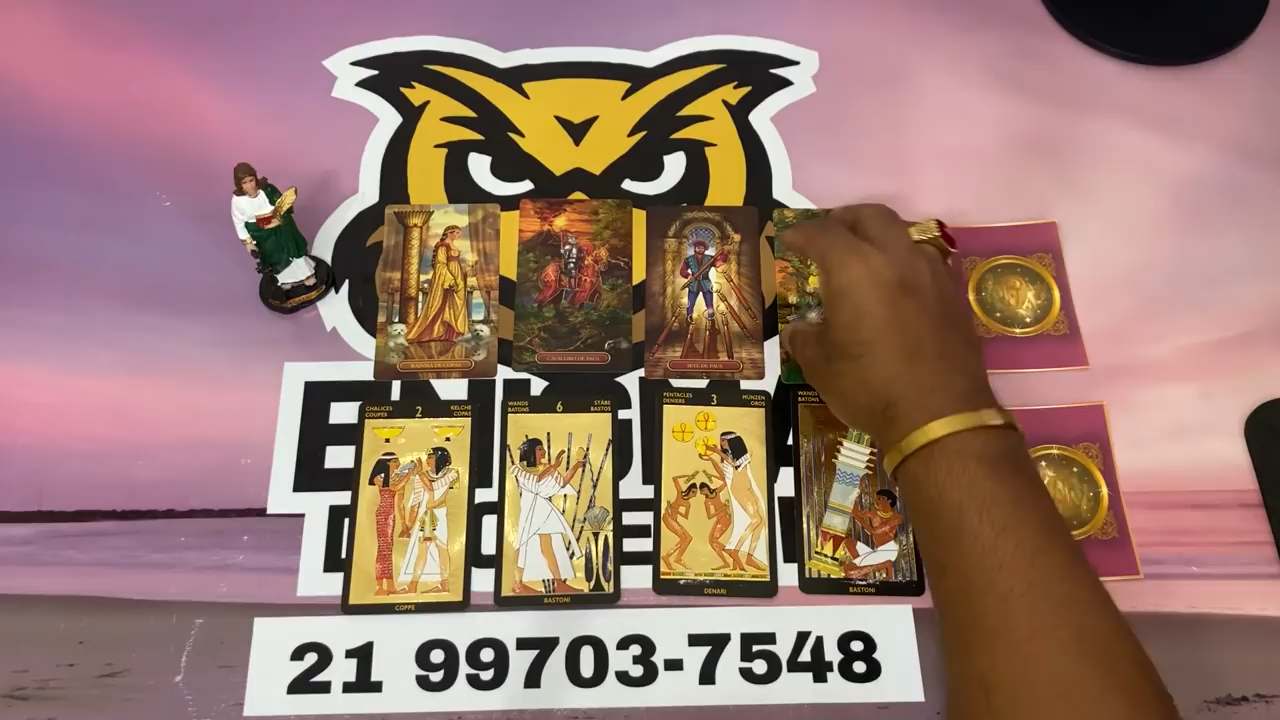 RAINHA DE COPAS
CAVALEIRO DE PAUS
SETE DE PAUS
CHALICES 2 KELCHE
COUPES COPAS
COPPE
WANDS 6 STÄBE
BATONS BASTOS
BASTONI
PENTACLES 3 MÜNZEN
DENIERS OROS
DENARI
WANDS
BATONS
BASTONI
21 99703-7548